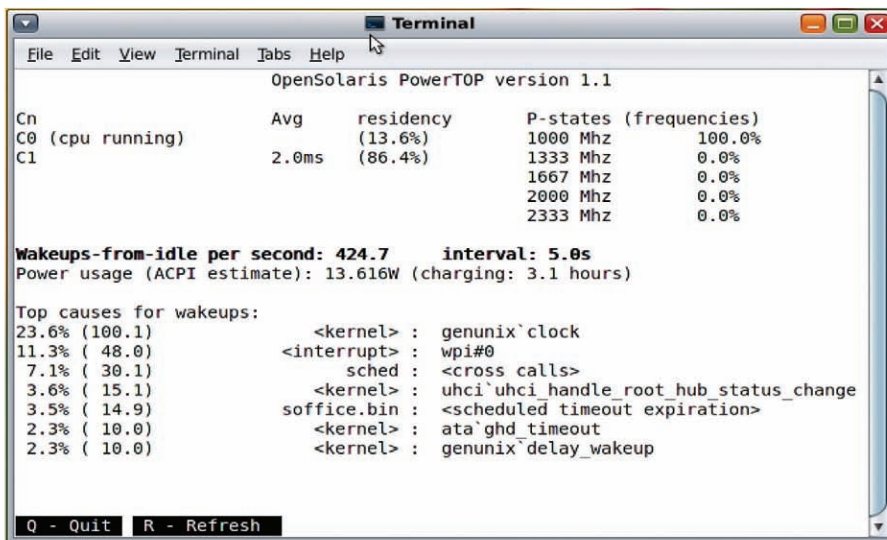 Terminal
File Edit View Terminal Tabs Help
OpenSolaris PowerTOP version 1.1
Cn Avg residency P-states (frequencies)
C0 (cpu running) (13.6%) 1000 Mhz 100.0%
C1 2.0ms (86.4%) 1333 Mhz 0.0%
1667 Mhz 0.0%
2000 Mhz 0.0%
2333 Mhz 0.0%
Wakeups-from-idle per second: 424.7 interval: 5.0s
Power usage (ACPI estimate): 13.616W (charging: 3.1 hours)
Top causes for wakeups:
23.6% (100.1) <kernel> : genunix`clock
11.3% ( 48.0) <interrupt> : wpi#0
7.1% ( 30.1) sched : <cross calls>
3.6% ( 15.1) <kernel> : uhci`uhci_handle_root_hub_status_change
3.5% ( 14.9) soffice.bin : <scheduled timeout expiration>
2.3% ( 10.0) <kernel> : ata`ghd_timeout
2.3% ( 10.0) <kernel> : genunix`delay_wakeup
Q - Quit R - Refresh